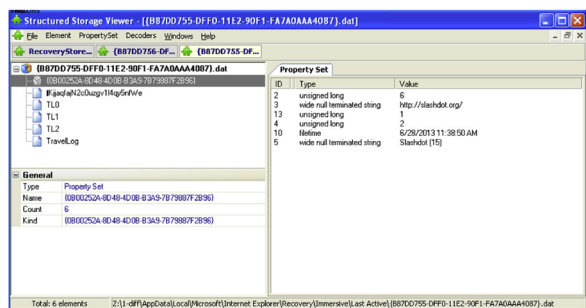 Structured Storage Viewer - [{B87DD755-DFF0-11E2-90F1-FA7A0AAA4087}.dat]
File Element PropertySet Decoders Windows Help
RecoveryStore... {B87DD756-DF... {B87DD755-DF...
{B87DD755-DFF0-11E2-90F1-FA7A0AAA4087}.dat
{0B00252A-8D48-4D0B-B3A9-7B79887F2B96}
TL0
TL1
TL2
TravelLog
General
Type Property Set
Name {0B00252A-8D48-4D0B-B3A9-7B79887F2B96}
Count 6
Kind {0B00252A-8D48-4D0B-B3A9-7B79887F2B96}
Property Set
ID Type Value
2 unsigned long 6
3 wide null terminated string http://slashdot.org/
13 unsigned long 1
4 unsigned long 2
10 filetime 6/28/2013 11:38:50 AM
5 wide null terminated string Slashdot (15)
Total: 6 elements Z:\1-diff\AppData\Local\Microsoft\Internet Explorer\Recovery\Immersive\Last Active\{B87DD755-DFF0-11E2-90F1-FA7A0AAA4087}.dat